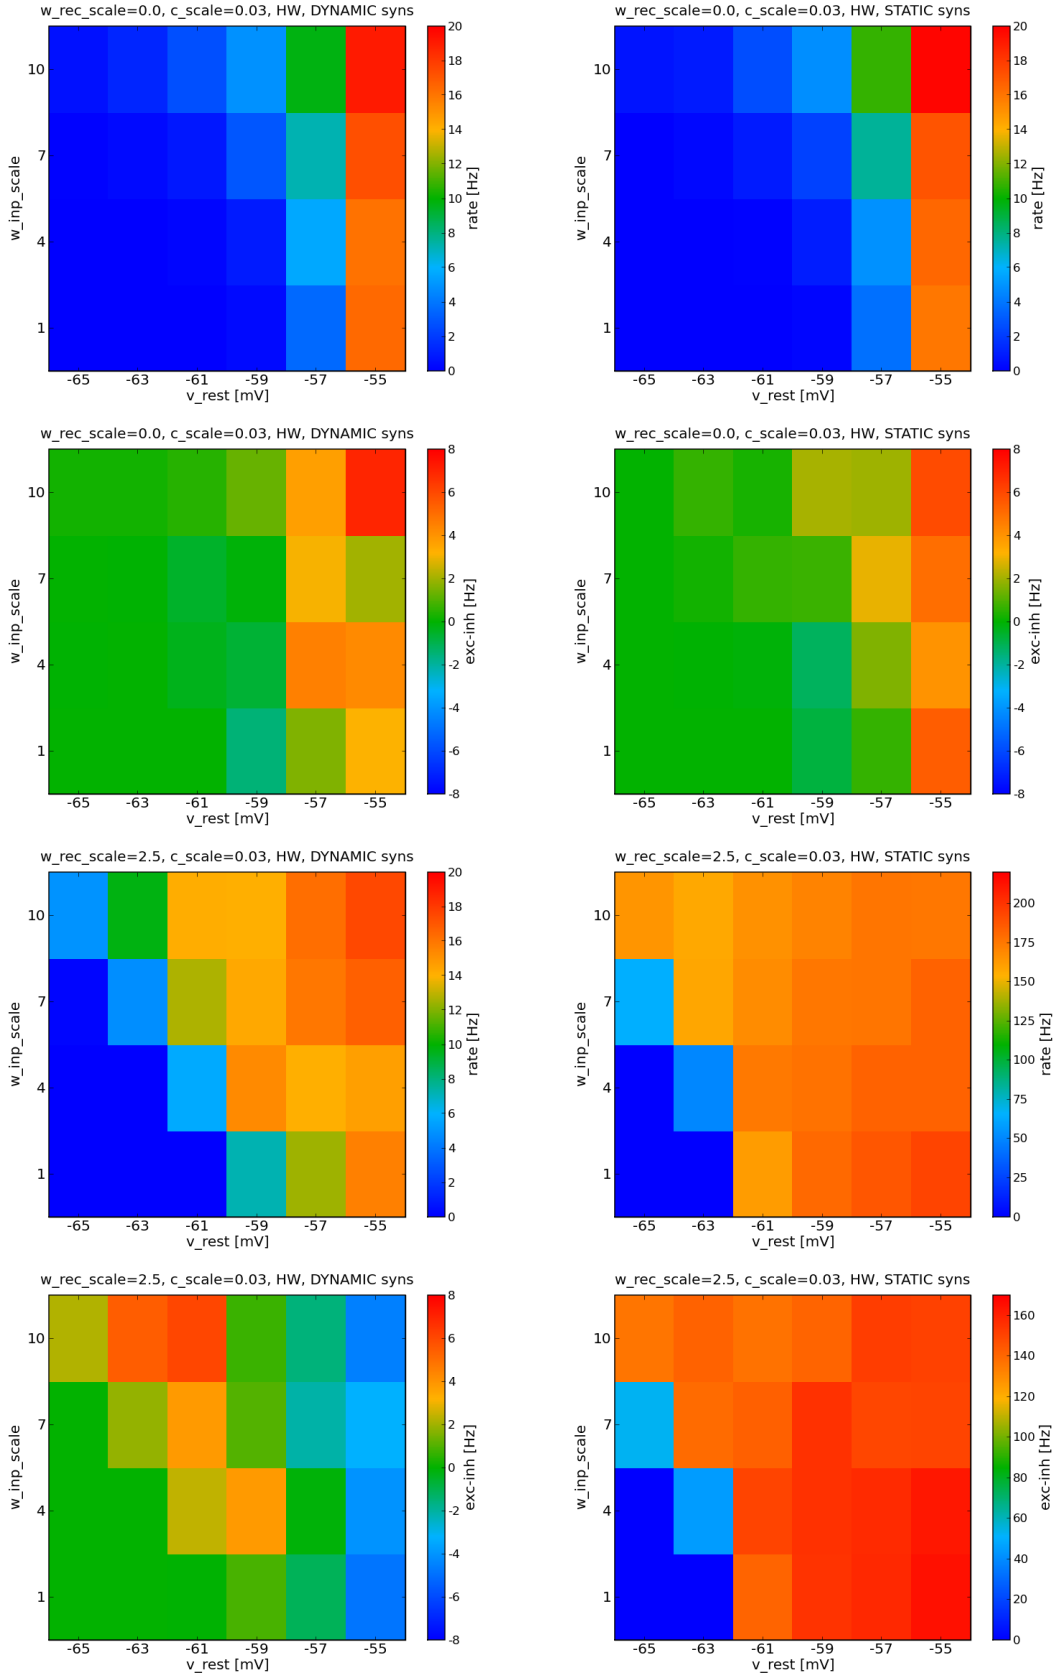 w_rec_scale=0.0, c_scale=0.03, HW, DYNAMIC syns
10
7
4
1
w_inp_scale
-65 -63 -61 -59 -57 -55
v_rest [mV]
20
18
16
14
12
10
8
6
4
2
0
rate [Hz]
w_rec_scale=0.0, c_scale=0.03, HW, STATIC syns
10
7
4
1
w_inp_scale
-65 -63 -61 -59 -57 -55
v_rest [mV]
20
18
16
14
12
10
8
6
4
2
0
rate [Hz]
w_rec_scale=0.0, c_scale=0.03, HW, DYNAMIC syns
10
7
4
1
w_inp_scale
-65 -63 -61 -59 -57 -55
v_rest [mV]
8
6
4
2
0
-2
-4
-6
-8
exc-inh [Hz]
w_rec_scale=0.0, c_scale=0.03, HW, STATIC syns
10
7
4
1
w_inp_scale
-65 -63 -61 -59 -57 -55
v_rest [mV]
8
6
4
2
0
-2
-4
-6
-8
exc-inh [Hz]
w_rec_scale=2.5, c_scale=0.03, HW, DYNAMIC syns
10
7
4
1
w_inp_scale
-65 -63 -61 -59 -57 -55
v_rest [mV]
20
18
16
14
12
10
8
6
4
2
0
rate [Hz]
w_rec_scale=2.5, c_scale=0.03, HW, STATIC syns
10
7
4
1
w_inp_scale
-65 -63 -61 -59 -57 -55
v_rest [mV]
200
175
150
125
100
75
50
25
0
rate [Hz]
w_rec_scale=2.5, c_scale=0.03, HW, DYNAMIC syns
10
7
4
1
w_inp_scale
-65 -63 -61 -59 -57 -55
v_rest [mV]
8
6
4
2
0
-2
-4
-6
-8
exc-inh [Hz]
w_rec_scale=2.5, c_scale=0.03, HW, STATIC syns
10
7
4
1
w_inp_scale
-65 -63 -61 -59 -57 -55
v_rest [mV]
160
140
120
100
80
60
40
20
0
exc-inh [Hz]